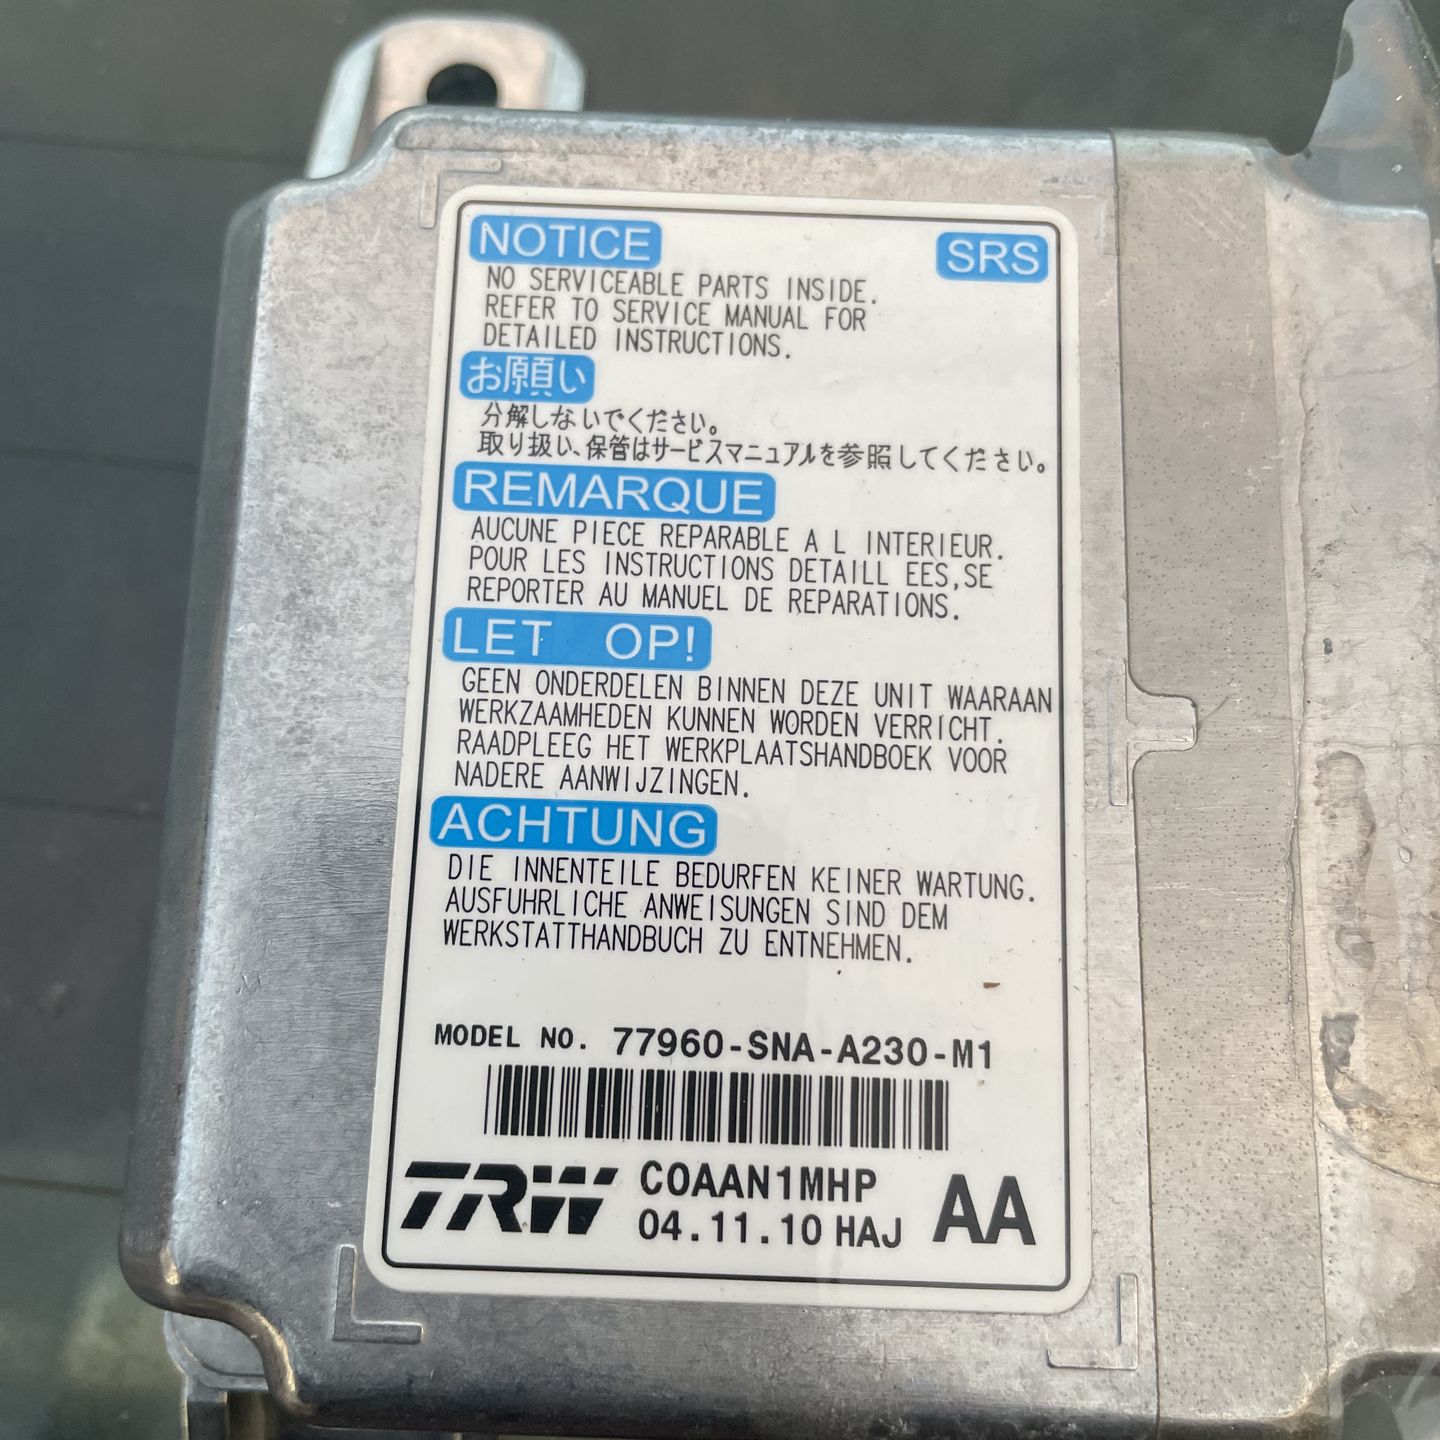 NOTICE SRS
NO SERVICEABLE PARTS INSIDE.
REFER TO SERVICE MANUAL FOR
DETAILED INSTRUCTIONS.
お願い
分解しないでください。
取り扱い、保管はサービスマニュアルを参照してください。
REMARQUE
AUCUNE PIECE REPARABLE A L INTERIEUR.
POUR LES INSTRUCTIONS DETAILL EES,SE
REPORTER AU MANUEL DE REPARATIONS.
LET OP!
GEEN ONDERDELEN BINNEN DEZE UNIT WAARAAN
WERKZAAMHEDEN KUNNEN WORDEN VERRICHT.
RAADPLEEG HET WERKPLAATSHANDBOEK VOOR
NADERE AANWIJZINGEN.
ACHTUNG
DIE INNENTEILE BEDURFEN KEINER WARTUNG.
AUSFUHRLICHE ANWEISUNGEN SIND DEM
WERKSTATTHANDBUCH ZU ENTNEHMEN.
MODEL NO. 77960-SNA-A230-M1
TRW C0AAN1MHP AA
04.11.10 HAJ